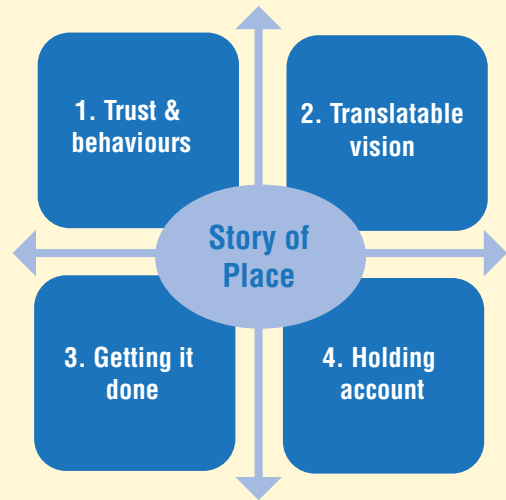 1. Trust &
behaviours
2. Translatable
vision
Story of
Place
3. Getting it
done
4. Holding
account